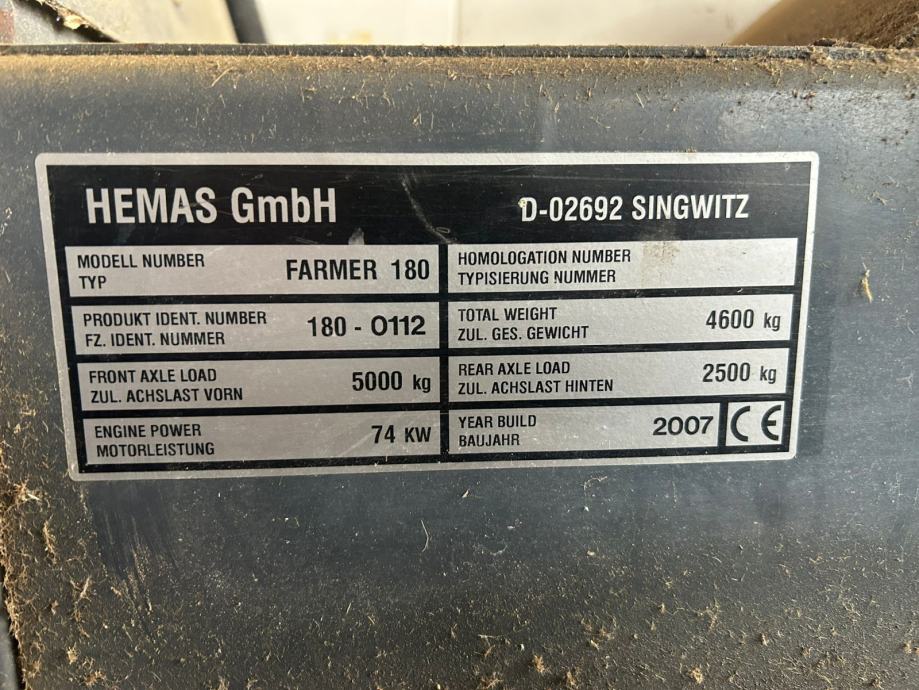 HEMAS GmbH D-02692 SINGWITZ
MODELL NUMBER
TYP
FARMER 180
HOMOLOGATION NUMBER
TYPISIERUNG NUMMER
PRODUKT IDENT. NUMBER
FZ. IDENT. NUMMER
180 - 0112
TOTAL WEIGHT
ZUL. GES. GEWICHT
4600 kg
FRONT AXLE LOAD
ZUL. ACHSLAST VORN
5000 kg
REAR AXLE LOAD
ZUL. ACHSLAST HINTEN
2500 kg
ENGINE POWER
MOTORLEISTUNG
74 KW
YEAR BUILD
BAUJAHR
2007
CE